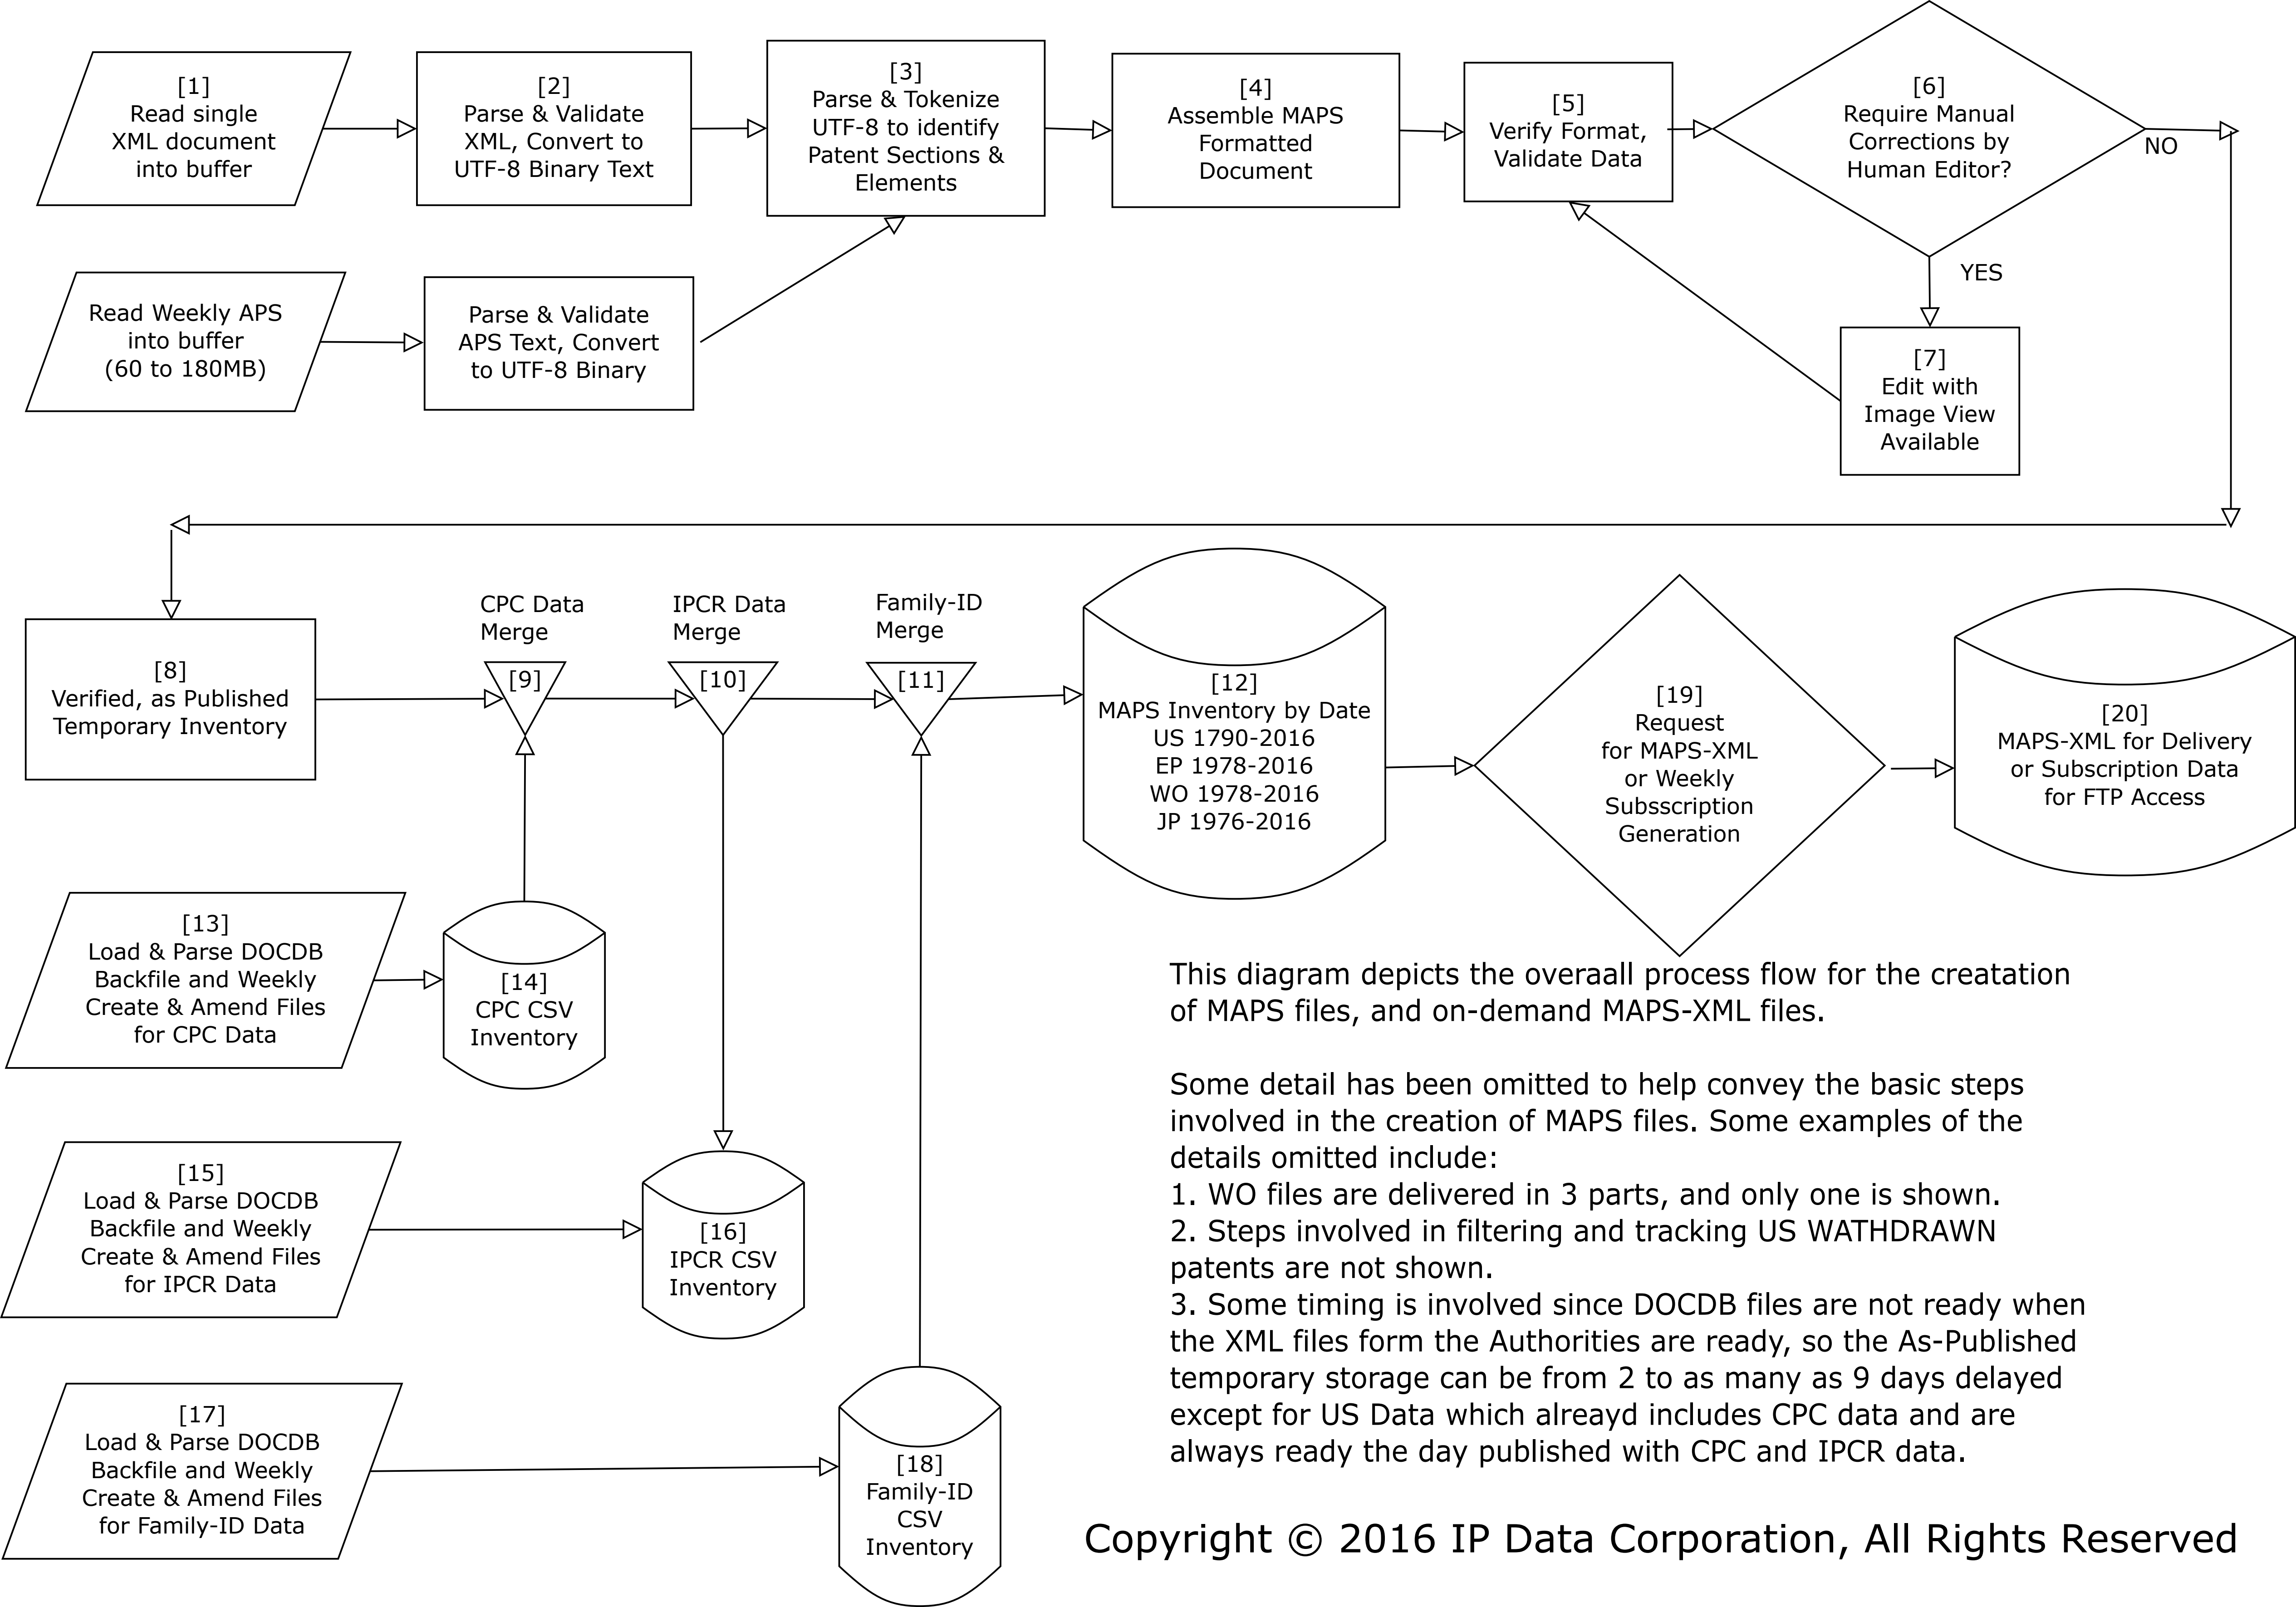 [1]
Read single
XML document
into buffer
[2]
Parse & Validate
XML, Convert to
UTF-8 Binary Text
[3]
Parse & Tokenize
UTF-8 to identify
Patent Sections &
Elements
[4]
Assemble MAPS
Formatted
Document
[5]
Verify Format,
Validate Data
[6]
Require Manual
Corrections by
Human Editor?
NO
YES
Read Weekly APS
into buffer
(60 to 180MB)
Parse & Validate
APS Text, Convert
to UTF-8 Binary
[7]
Edit with
Image View
Available
[8]
Verified, as Published
Temporary Inventory
CPC Data
Merge
[9]
IPCR Data
Merge
[10]
Family-ID
Merge
[11]
[12]
MAPS Inventory by Date
US 1790-2016
EP 1978-2016
WO 1978-2016
JP 1976-2016
[19]
Request
for MAPS-XML
or Weekly
Subsscription
Generation
[20]
MAPS-XML for Delivery
or Subscription Data
for FTP Access
[13]
Load & Parse DOCDB
Backfile and Weekly
Create & Amend Files
for CPC Data
[14]
CPC CSV
Inventory
[15]
Load & Parse DOCDB
Backfile and Weekly
Create & Amend Files
for IPCR Data
[16]
IPCR CSV
Inventory
[17]
Load & Parse DOCDB
Backfile and Weekly
Create & Amend Files
for Family-ID Data
[18]
Family-ID
CSV
Inventory
This diagram depicts the overaall process flow for the creatation
of MAPS files, and on-demand MAPS-XML files.
Some detail has been omitted to help convey the basic steps
involved in the creation of MAPS files. Some examples of the
details omitted include:
1. WO files are delivered in 3 parts, and only one is shown.
2. Steps involved in filtering and tracking US WATHDRAWN
patents are not shown.
3. Some timing is involved since DOCDB files are not ready when
the XML files form the Authorities are ready, so the As-Published
temporary storage can be from 2 to as many as 9 days delayed
except for US Data which alreayd includes CPC data and are
always ready the day published with CPC and IPCR data.
Copyright © 2016 IP Data Corporation, All Rights Reserved